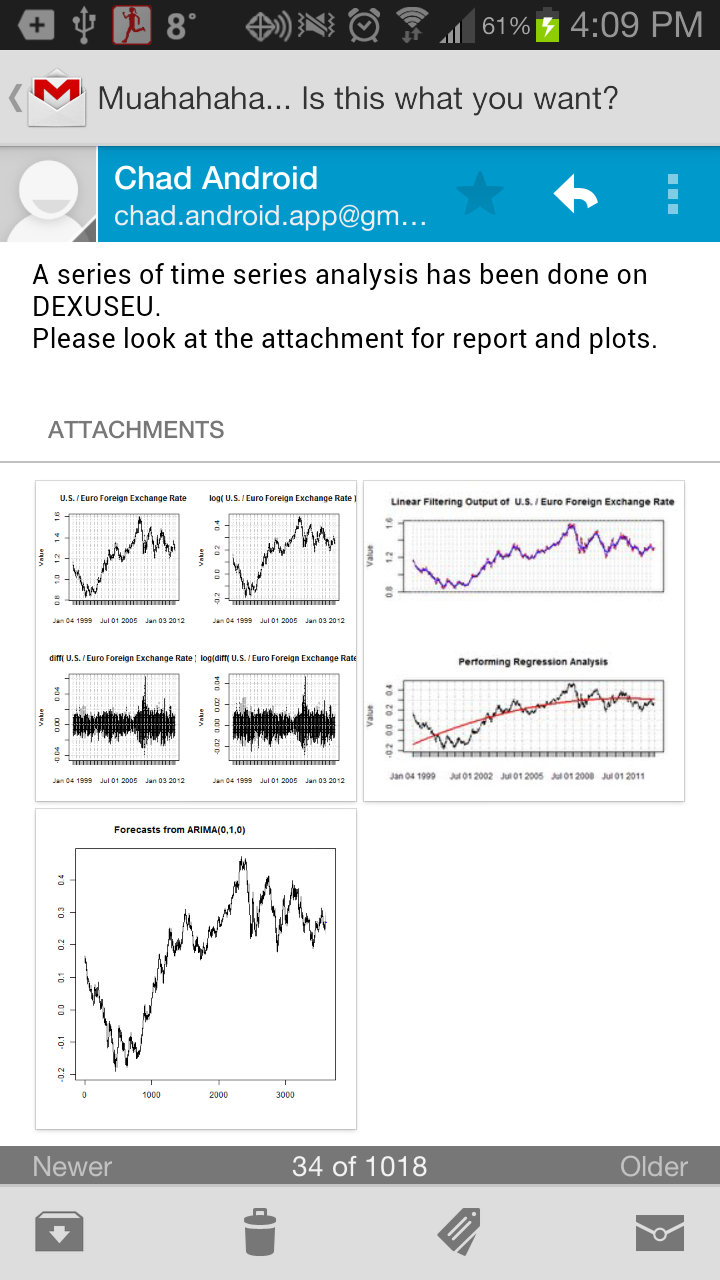 8° 61% 4:09 PM
Muahahaha... Is this what you want?
Chad Android
chad.android.app@gm...
A series of time series analysis has been done on
DEXUSEU.
Please look at the attachment for report and plots.
ATTACHMENTS
U.S. / Euro Foreign Exchange Rate
Value
0.8 1.0 1.2 1.4 1.6
Jan 04 1999 Jul 01 2005 Jan 03 2012
log( U.S. / Euro Foreign Exchange Rate )
Value
-0.2 0.0 0.2 0.4
Jan 04 1999 Jul 01 2005 Jan 03 2012
diff( U.S. / Euro Foreign Exchange Rate )
Value
-0.04 0.00 0.04
Jan 04 1999 Jul 01 2005 Jan 03 2012
log(diff( U.S. / Euro Foreign Exchange Rate
Value
-0.02 0.00 0.02 0.04
Jan 04 1999 Jul 01 2005 Jan 03 2012
Linear Filtering Output of U.S. / Euro Foreign Exchange Rate
Value
0.8 1.2 1.6
Performing Regression Analysis
Value
-0.2 0.0 0.2 0.4
Jan 04 1999 Jul 01 2002 Jul 01 2005 Jul 01 2008 Jul 01 2011
Forecasts from ARIMA(0,1,0)
-0.2 -0.1 0.0 0.1 0.2 0.3 0.4
0 1000 2000 3000
Newer 34 of 1018 Older